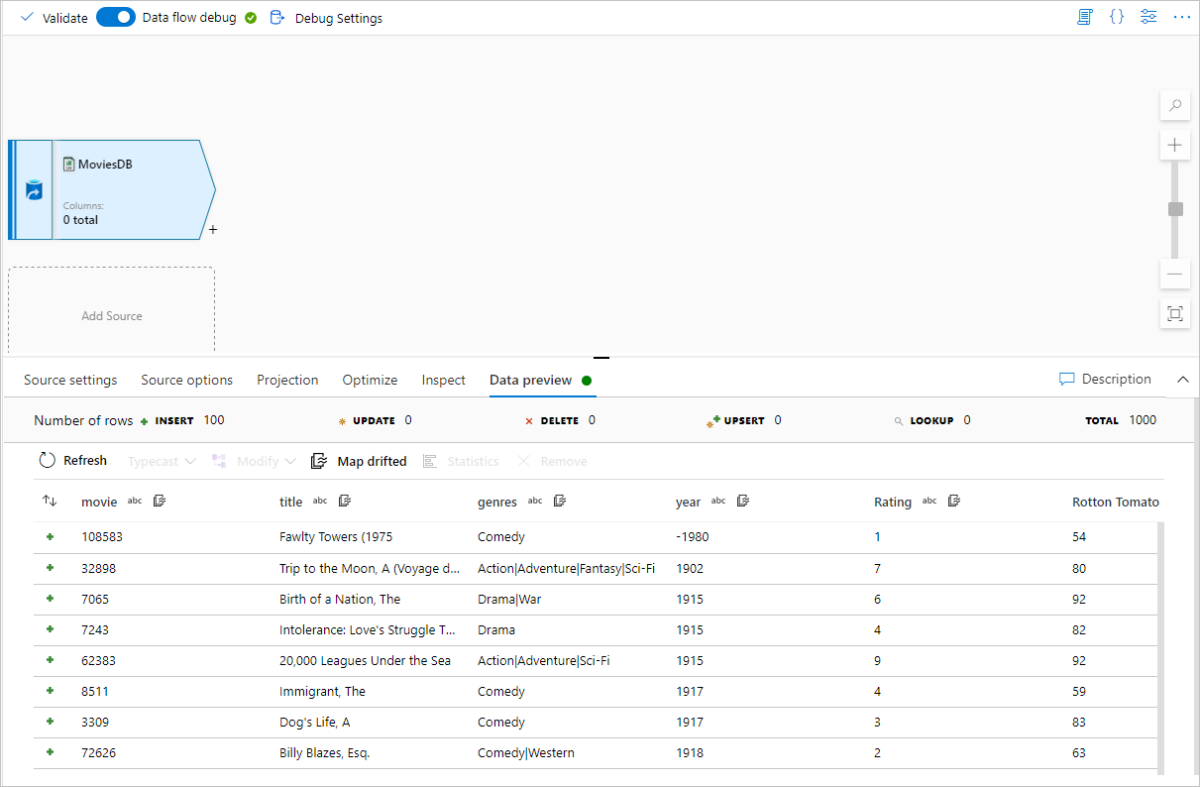 Validate Data flow debug Debug Settings
MoviesDB
Columns:
0 total
+
Add Source
Source settings Source options Projection Optimize Inspect Data preview Description
Number of rows + INSERT 100 * UPDATE 0 × DELETE 0 UPSERT 0 LOOKUP 0 TOTAL 1000
Refresh Typecast Modify Map drifted Statistics Remove
movie abc title abc genres abc year abc Rating abc Rotton Tomato
+ 108583 Fawlty Towers (1975 Comedy -1980 1 54
+ 32898 Trip to the Moon, A (Voyage d... Action|Adventure|Fantasy|Sci-Fi 1902 7 80
+ 7065 Birth of a Nation, The Drama|War 1915 6 92
+ 7243 Intolerance: Love's Struggle T... Drama 1915 4 82
+ 62383 20,000 Leagues Under the Sea Action|Adventure|Sci-Fi 1915 9 92
+ 8511 Immigrant, The Comedy 1917 4 59
+ 3309 Dog's Life, A Comedy 1917 3 83
+ 72626 Billy Blazes, Esq. Comedy|Western 1918 2 63